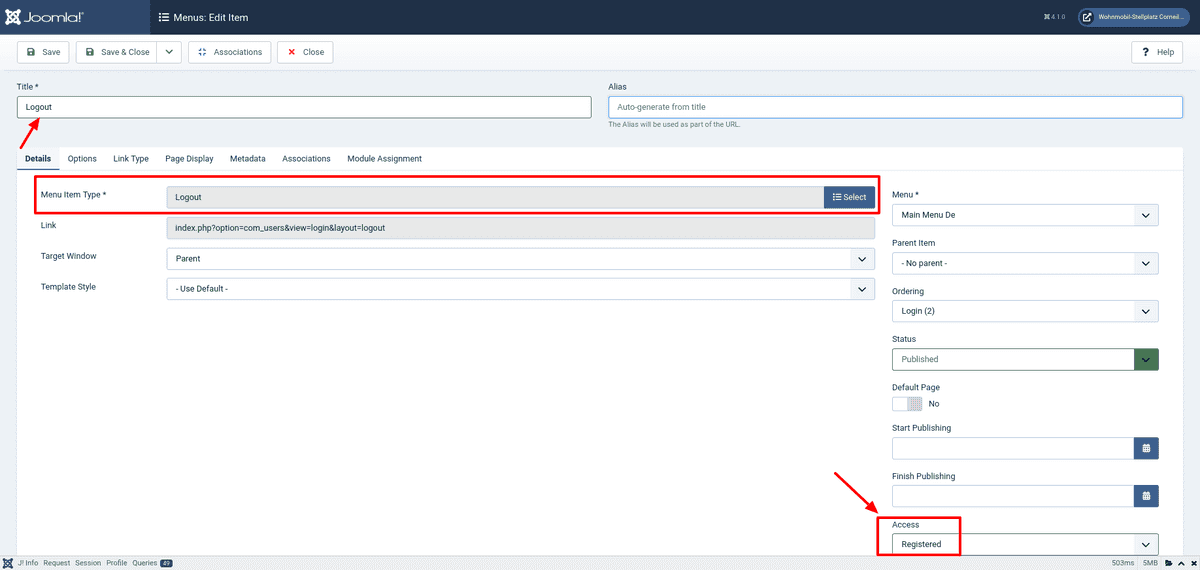 Joomla!®
Menus: Edit Item
4.1.0
Wohnmobil-Stellplatz Corneil...
Save
Save & Close
Associations
Close
? Help
Title *
Logout
Alias
Auto-generate from title
The Alias will be used as part of the URL.
Details
Options
Link Type
Page Display
Metadata
Associations
Module Assignment
Menu Item Type *
Logout
Select
Link
index.php?option=com_users&view=login&layout=logout
Target Window
Parent
Template Style
- Use Default -
Menu *
Main Menu De
Parent Item
- No parent -
Ordering
Login (2)
Status
Published
Default Page
No
Start Publishing
Finish Publishing
Access
Registered
J! Info
Request
Session
Profile
Queries
49
503ms
5MB